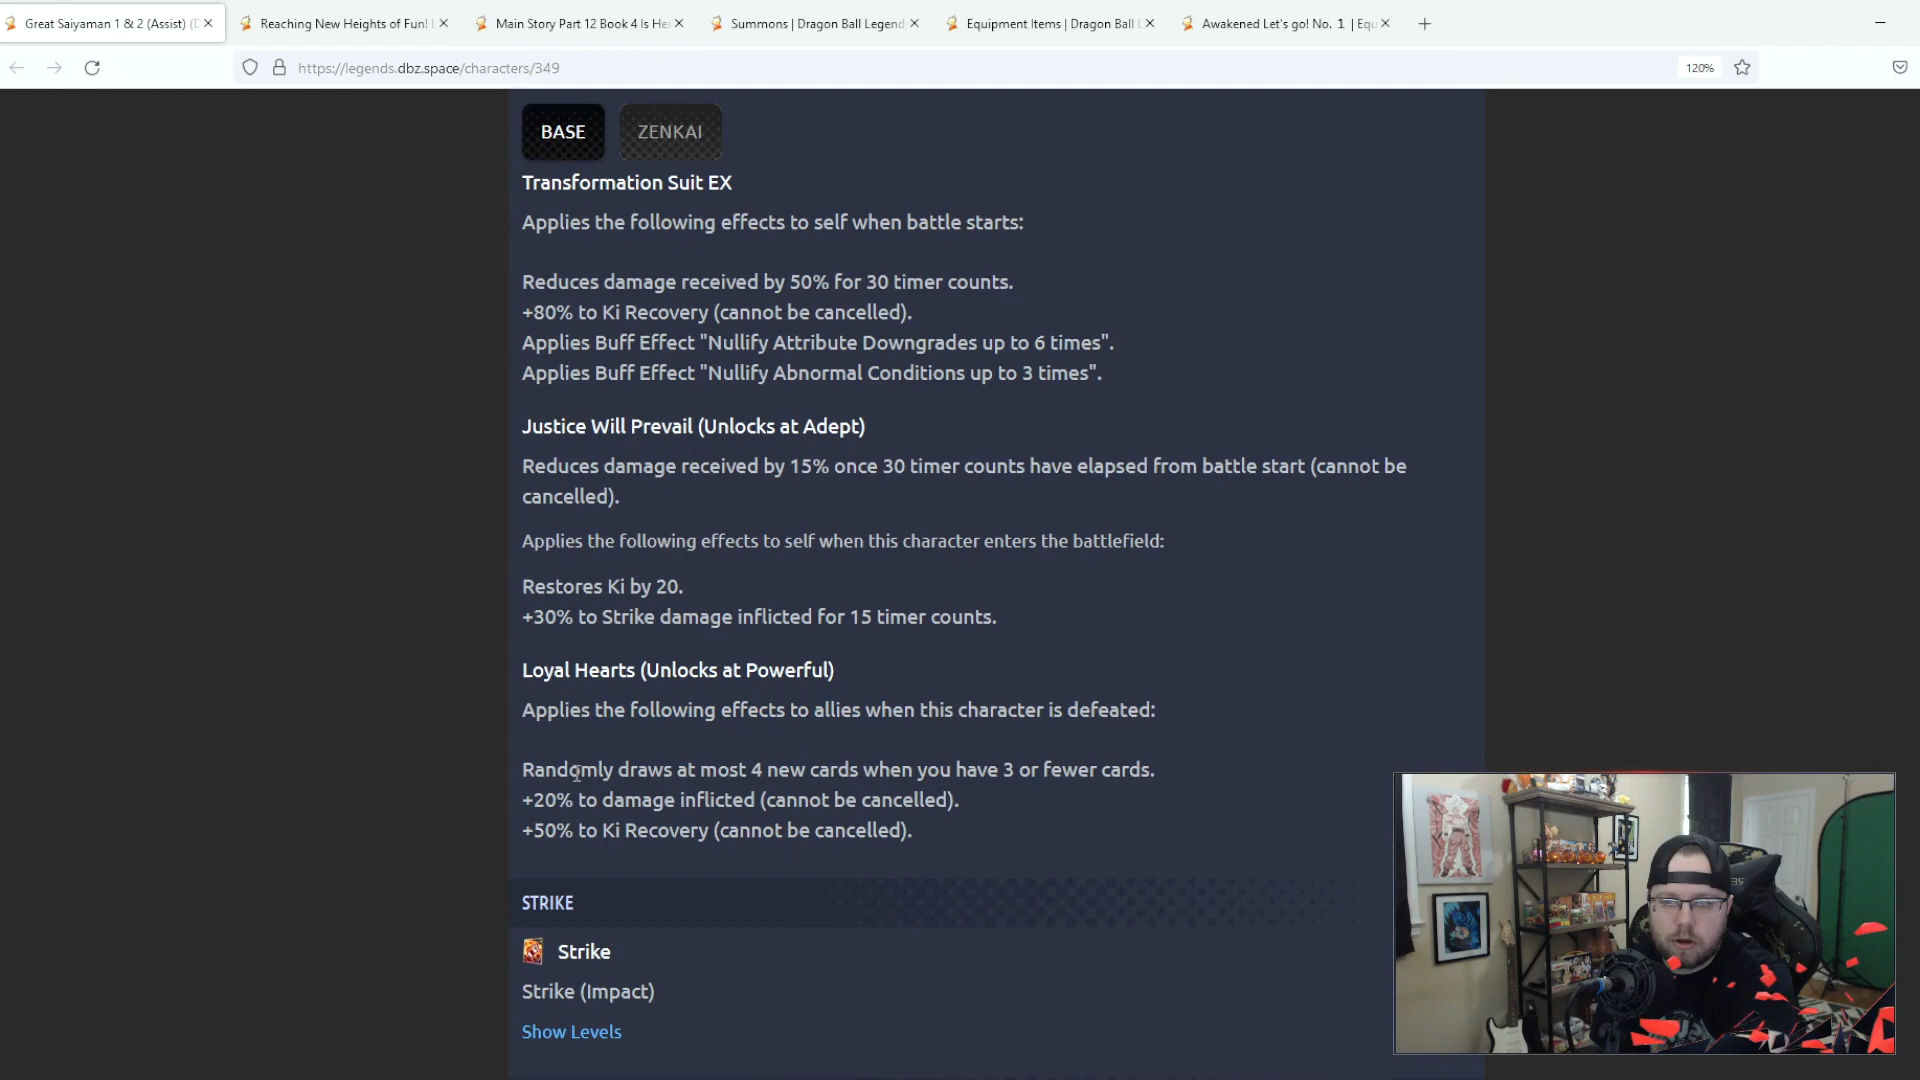 Great Saiyaman 1 & 2 (Assist) (D
Reaching New Heights of Fun!
Main Story Part 12 Book 4 Is He
Summons | Dragon Ball Legend
Equipment Items | Dragon Ball L
Awakened Let's go! No. 1 | Equ
https://legends.dbz.space/characters/349
120%
BASE
ZENKAI
Transformation Suit EX
Applies the following effects to self when battle starts:
Reduces damage received by 50% for 30 timer counts.
+80% to Ki Recovery (cannot be cancelled).
Applies Buff Effect "Nullify Attribute Downgrades up to 6 times".
Applies Buff Effect "Nullify Abnormal Conditions up to 3 times".
Justice Will Prevail (Unlocks at Adept)
Reduces damage received by 15% once 30 timer counts have elapsed from battle start (cannot be
cancelled).
Applies the following effects to self when this character enters the battlefield:
Restores Ki by 20.
+30% to Strike damage inflicted for 15 timer counts.
Loyal Hearts (Unlocks at Powerful)
Applies the following effects to allies when this character is defeated:
Randomly draws at most 4 new cards when you have 3 or fewer cards.
+20% to damage inflicted (cannot be cancelled).
+50% to Ki Recovery (cannot be cancelled).
STRIKE
Strike
Strike (Impact)
Show Levels